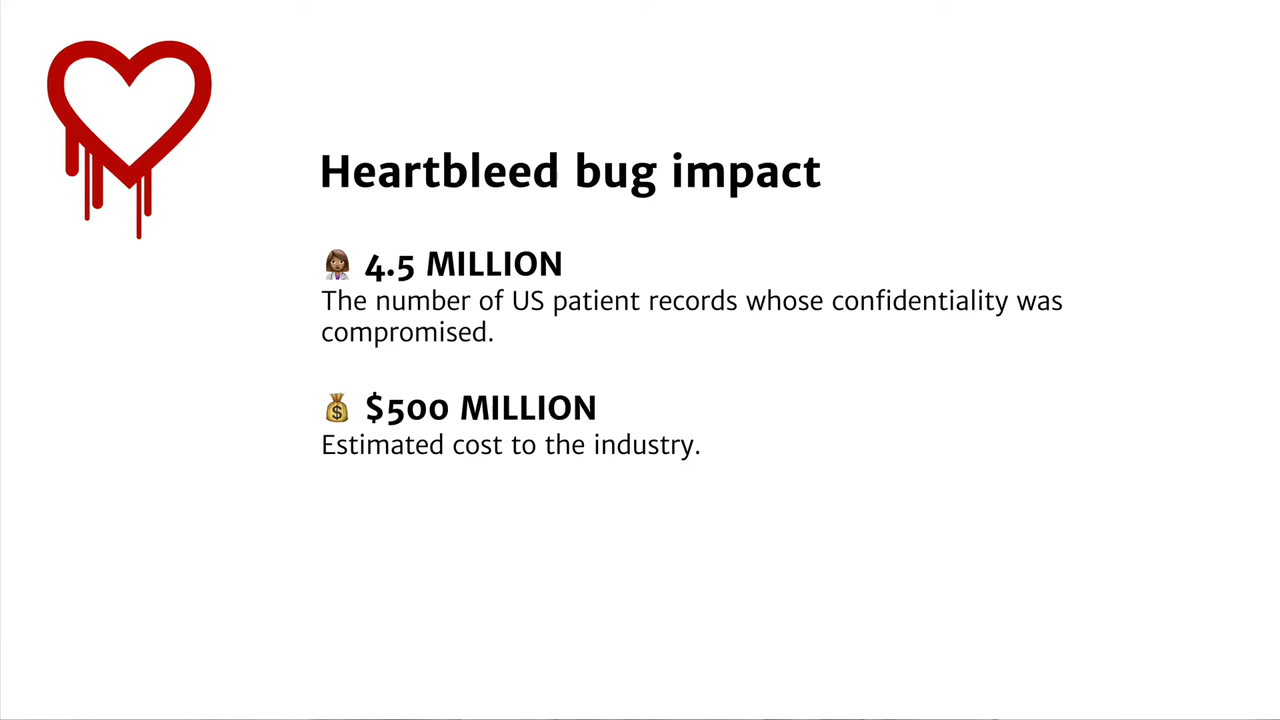 Heartbleed bug impact
👩🏾‍⚕️ 4.5 MILLION
The number of US patient records whose confidentiality was
compromised.
💰 $500 MILLION
Estimated cost to the industry.